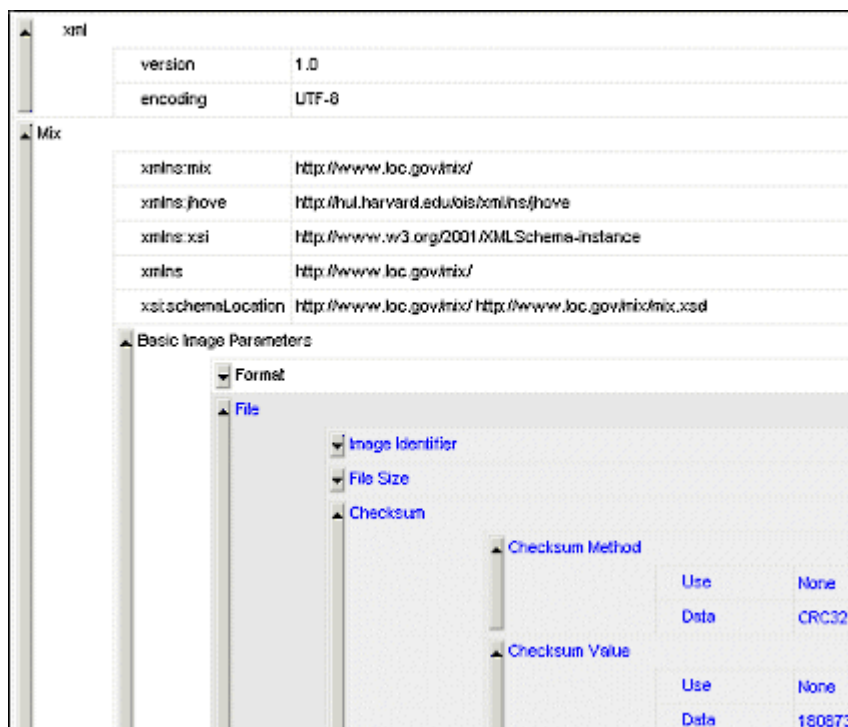 xml
version 1.0
encoding UTF-8
Mix
xmlns:mix http://www.loc.gov/mix/
xmlns:jhove http://hul.harvard.edu/ois/xml/ns/jhove
xmlns:xsi http://www.w3.org/2001/XMLSchema-instance
xmlns http://www.loc.gov/mix/
xsi:schemaLocation http://www.loc.gov/mix/ http://www.loc.gov/mix/mix.xsd
Basic Image Parameters
Format
File
Image Identifier
File Size
Checksum
Checksum Method
Use None
Data CRC32
Checksum Value
Use None
Data